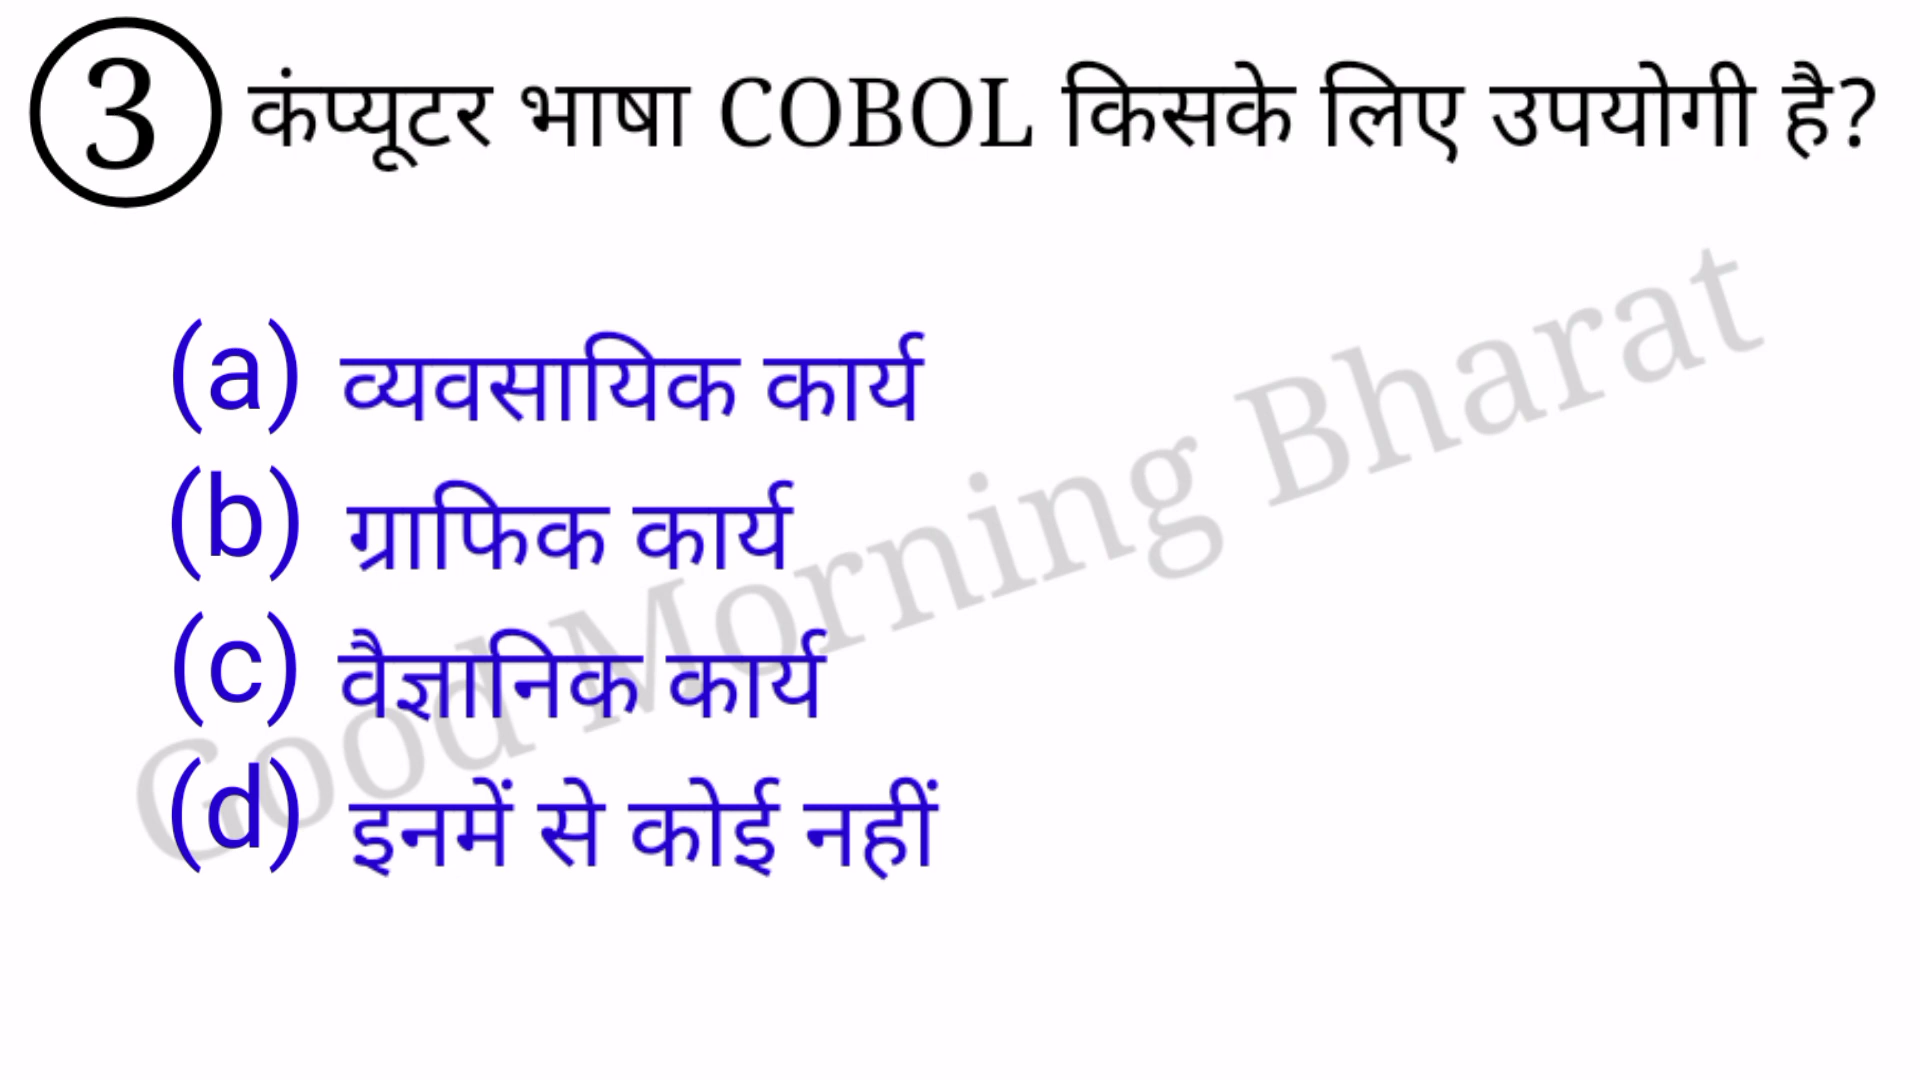 3 कंप्यूटर भाषा COBOL किसके लिए उपयोगी है?
(a) व्यवसायिक कार्य
(b) ग्राफिक कार्य
(c) वैज्ञानिक कार्य
(d) इनमें से कोई नहीं
Good Morning Bharat